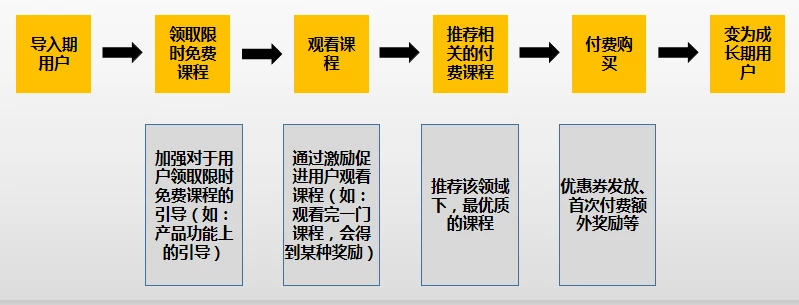 导入期
用户
领取限
时免费
课程
观看课
程
推荐相
关的付
费课程
付费购
买
变为成
长期用
户
加强对于用
户领取限时
免费课程的
引导（如：
产品功能上
的引导）
通过激励促
进用户观看
课程（如：
观看完一门
课程，会得
到某种奖励）
推荐该领域
下，最优质
的课程
优惠券发放、
首次付费额
外奖励等